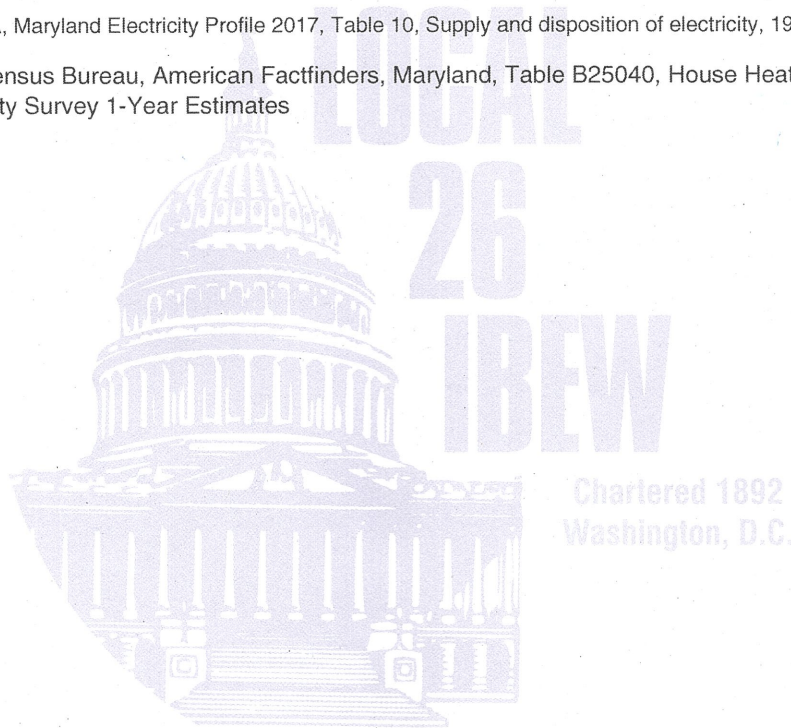 , Maryland Electricity Profile 2017, Table 10, Supply and disposition of electricity, 19
ensus Bureau, American Factfinders, Maryland, Table B25040, House Heat
ty Survey 1-Year Estimates
LOCAL
26
IBEW
Chartered 1892
Washington, D.C.